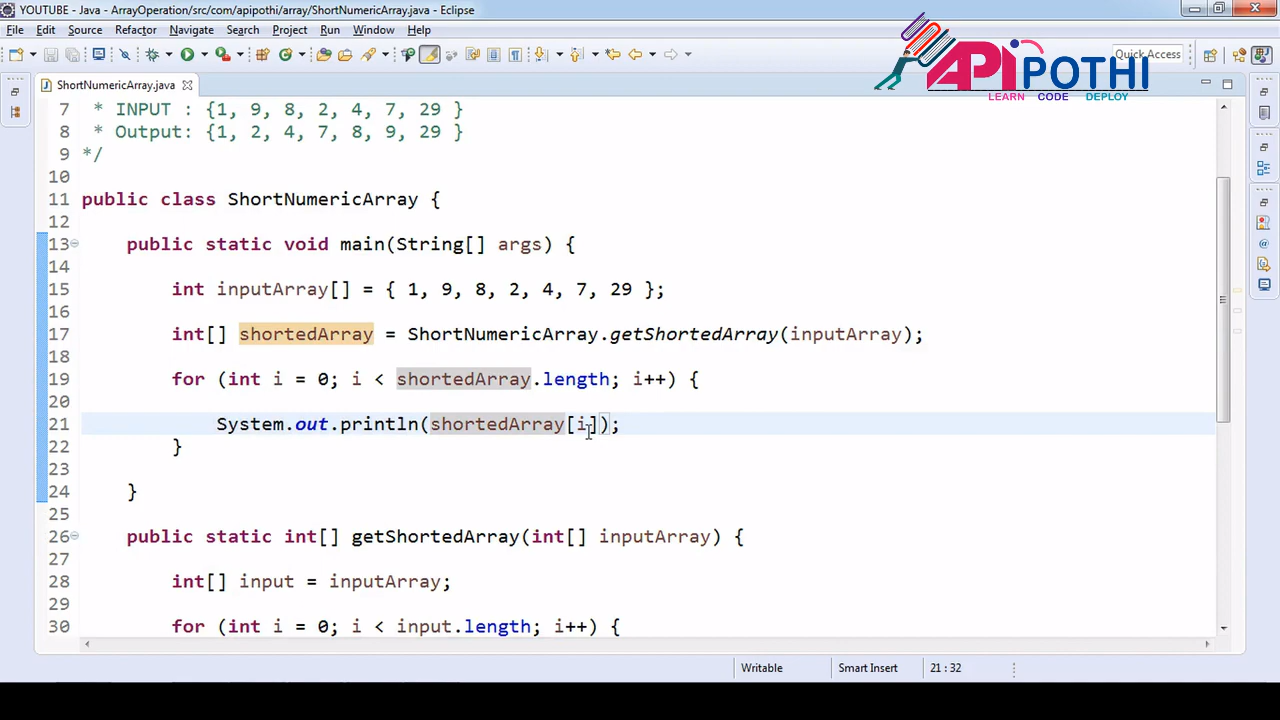 YOUTUBE - Java - ArrayOperation/src/com/apipothi/array/ShortNumericArray.java - Eclipse
File Edit Source Refactor Navigate Search Project Run Window Help
Quick Access
APIPOTHI
LEARN CODE DEPLOY
ShortNumericArray.java
7 * INPUT : {1, 9, 8, 2, 4, 7, 29 }
8 * Output: {1, 2, 4, 7, 8, 9, 29 }
9 */
10
11 public class ShortNumericArray {
12
13 public static void main(String[] args) {
14
15 int inputArray[] = { 1, 9, 8, 2, 4, 7, 29 };
16
17 int[] shortedArray = ShortNumericArray.getShortedArray(inputArray);
18
19 for (int i = 0; i < shortedArray.length; i++) {
20
21 System.out.println(shortedArray[i]);
22 }
23
24 }
25
26 public static int[] getShortedArray(int[] inputArray) {
27
28 int[] input = inputArray;
29
30 for (int i = 0; i < input.length; i++) {
Writable Smart Insert 21 : 32